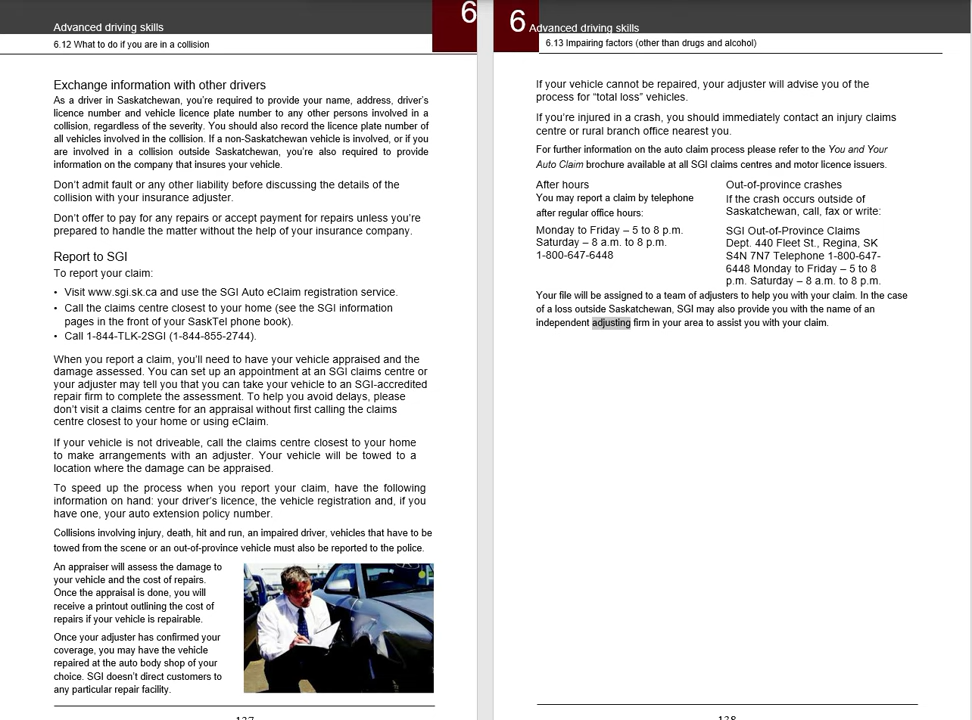 6
Advanced driving skills
6.12 What to do if you are in a collision
Exchange information with other drivers
As a driver in Saskatchewan, you're required to provide your name, address, driver's
licence number and vehicle licence plate number to any other persons involved in a
collision, regardless of the severity. You should also record the licence plate number of
all vehicles involved in the collision. If a non-Saskatchewan vehicle is involved, or if you
are involved in a collision outside Saskatchewan, you're also required to provide
information on the company that insures your vehicle.
Don't admit fault or any other liability before discussing the details of the
collision with your insurance adjuster.
Don't offer to pay for any repairs or accept payment for repairs unless you're
prepared to handle the matter without the help of your insurance company.
Report to SGI
To report your claim:
• Visit www.sgi.sk.ca and use the SGI Auto eClaim registration service.
• Call the claims centre closest to your home (see the SGI information
pages in the front of your SaskTel phone book).
• Call 1-844-TLK-2SGI (1-844-855-2744).
When you report a claim, you'll need to have your vehicle appraised and the
damage assessed. You can set up an appointment at an SGI claims centre or
your adjuster may tell you that you can take your vehicle to an SGI-accredited
repair firm to complete the assessment. To help you avoid delays, please
don't visit a claims centre for an appraisal without first calling the claims
centre closest to your home or using eClaim.
If your vehicle is not driveable, call the claims centre closest to your home
to make arrangements with an adjuster. Your vehicle will be towed to a
location where the damage can be appraised.
To speed up the process when you report your claim, have the following
information on hand: your driver's licence, the vehicle registration and, if you
have one, your auto extension policy number.
Collisions involving injury, death, hit and run, an impaired driver, vehicles that have to be
towed from the scene or an out-of-province vehicle must also be reported to the police.
An appraiser will assess the damage to
your vehicle and the cost of repairs.
Once the appraisal is done, you will
receive a printout outlining the cost of
repairs if your vehicle is repairable.
Once your adjuster has confirmed your
coverage, you may have the vehicle
repaired at the auto body shop of your
choice. SGI doesn't direct customers to
any particular repair facility.
137
6 Advanced driving skills
6.13 Impairing factors (other than drugs and alcohol)
If your vehicle cannot be repaired, your adjuster will advise you of the
process for "total loss" vehicles.
If you're injured in a crash, you should immediately contact an injury claims
centre or rural branch office nearest you.
For further information on the auto claim process please refer to the You and Your
Auto Claim brochure available at all SGI claims centres and motor licence issuers.
After hours
You may report a claim by telephone
after regular office hours:
Monday to Friday – 5 to 8 p.m.
Saturday – 8 a.m. to 8 p.m.
1-800-647-6448
Out-of-province crashes
If the crash occurs outside of
Saskatchewan, call, fax or write:
SGI Out-of-Province Claims
Dept. 440 Fleet St., Regina, SK
S4N 7N7 Telephone 1-800-647-
6448 Monday to Friday – 5 to 8
p.m. Saturday – 8 a.m. to 8 p.m.
Your file will be assigned to a team of adjusters to help you with your claim. In the case
of a loss outside Saskatchewan, SGI may also provide you with the name of an
independent adjusting firm in your area to assist you with your claim.
138